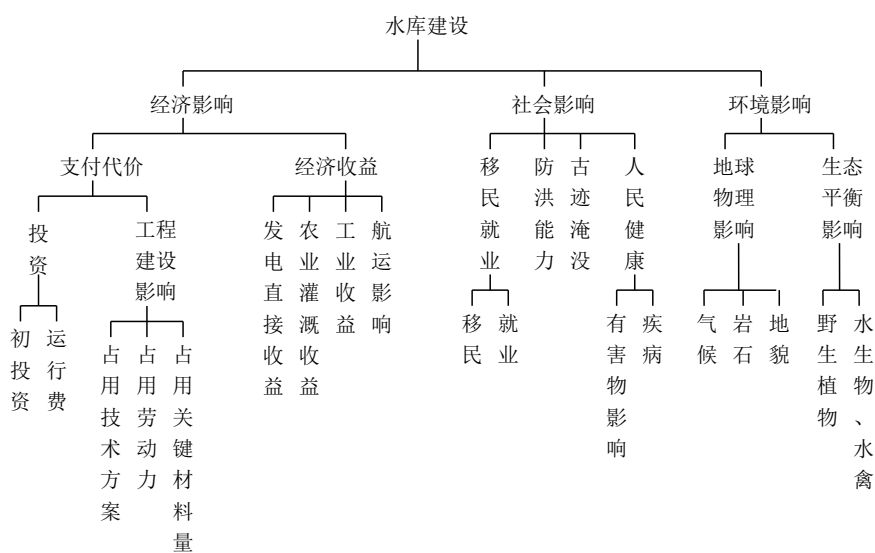 水库建设
经济影响
社会影响
环境影响
支付代价
经济收益
移民就业
防洪能力
古迹淹没
人民健康
地球
物理
影响
生态
平衡
影响
投资
工程
建设
影响
发电直接收益
农业灌溉收益
工业收益
航运影响
移民
就业
有害物影响
疾病
气候
岩石
地貌
野生植物
水生物、水禽
初投资
运行费
占用技术方案
占用劳动力
占用关键材料量